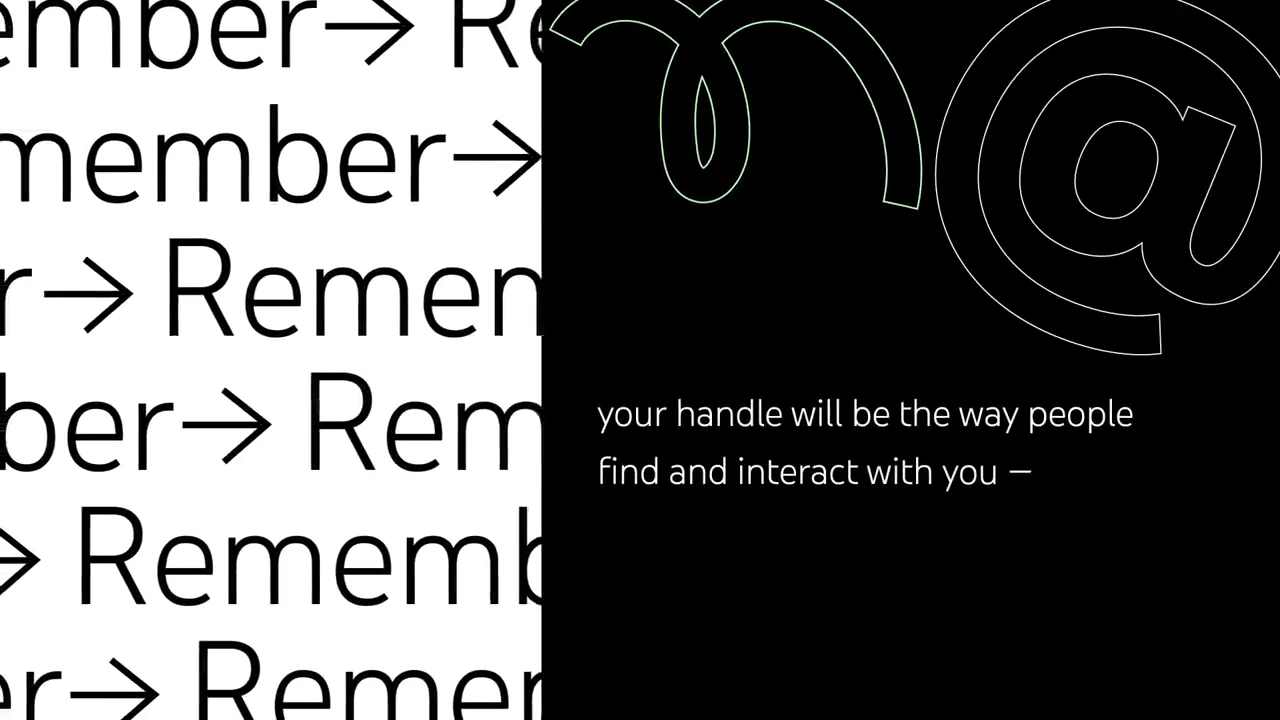 ember→ Re
member→
r→ Remem
ber→ Rem
→ Rememb
er→ Remem
@
your handle will be the way people
find and interact with you —